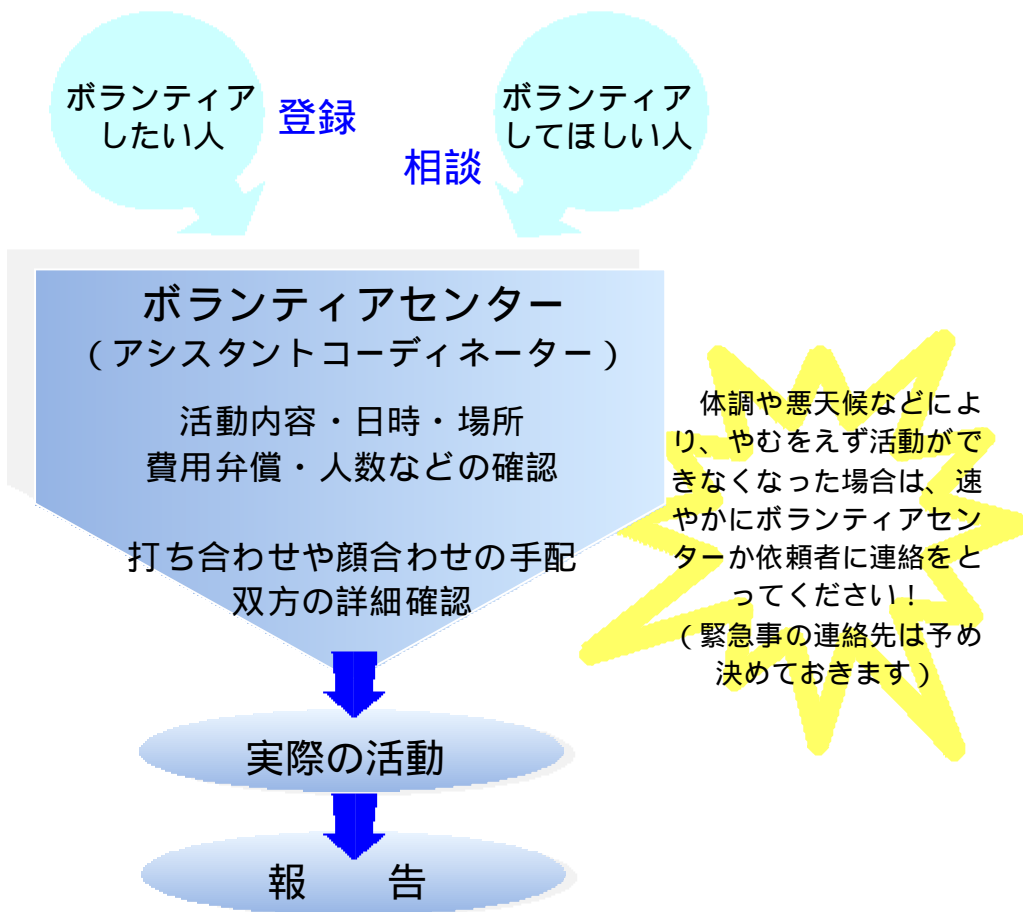 ボランティア
したい人
登録
ボランティア
してほしい人
相談
ボランティアセンター
（アシスタントコーディネーター）
活動内容・日時・場所
費用弁償・人数などの確認
打ち合わせや顔合わせの手配
双方の詳細確認
体調や悪天候などによ
り、やむをえず活動がで
きなくなった場合は、速
やかにボランティアセン
ターか依頼者に連絡をと
ってください！
（緊急事の連絡先は予め
決めておきます）
実際の活動
報　　告